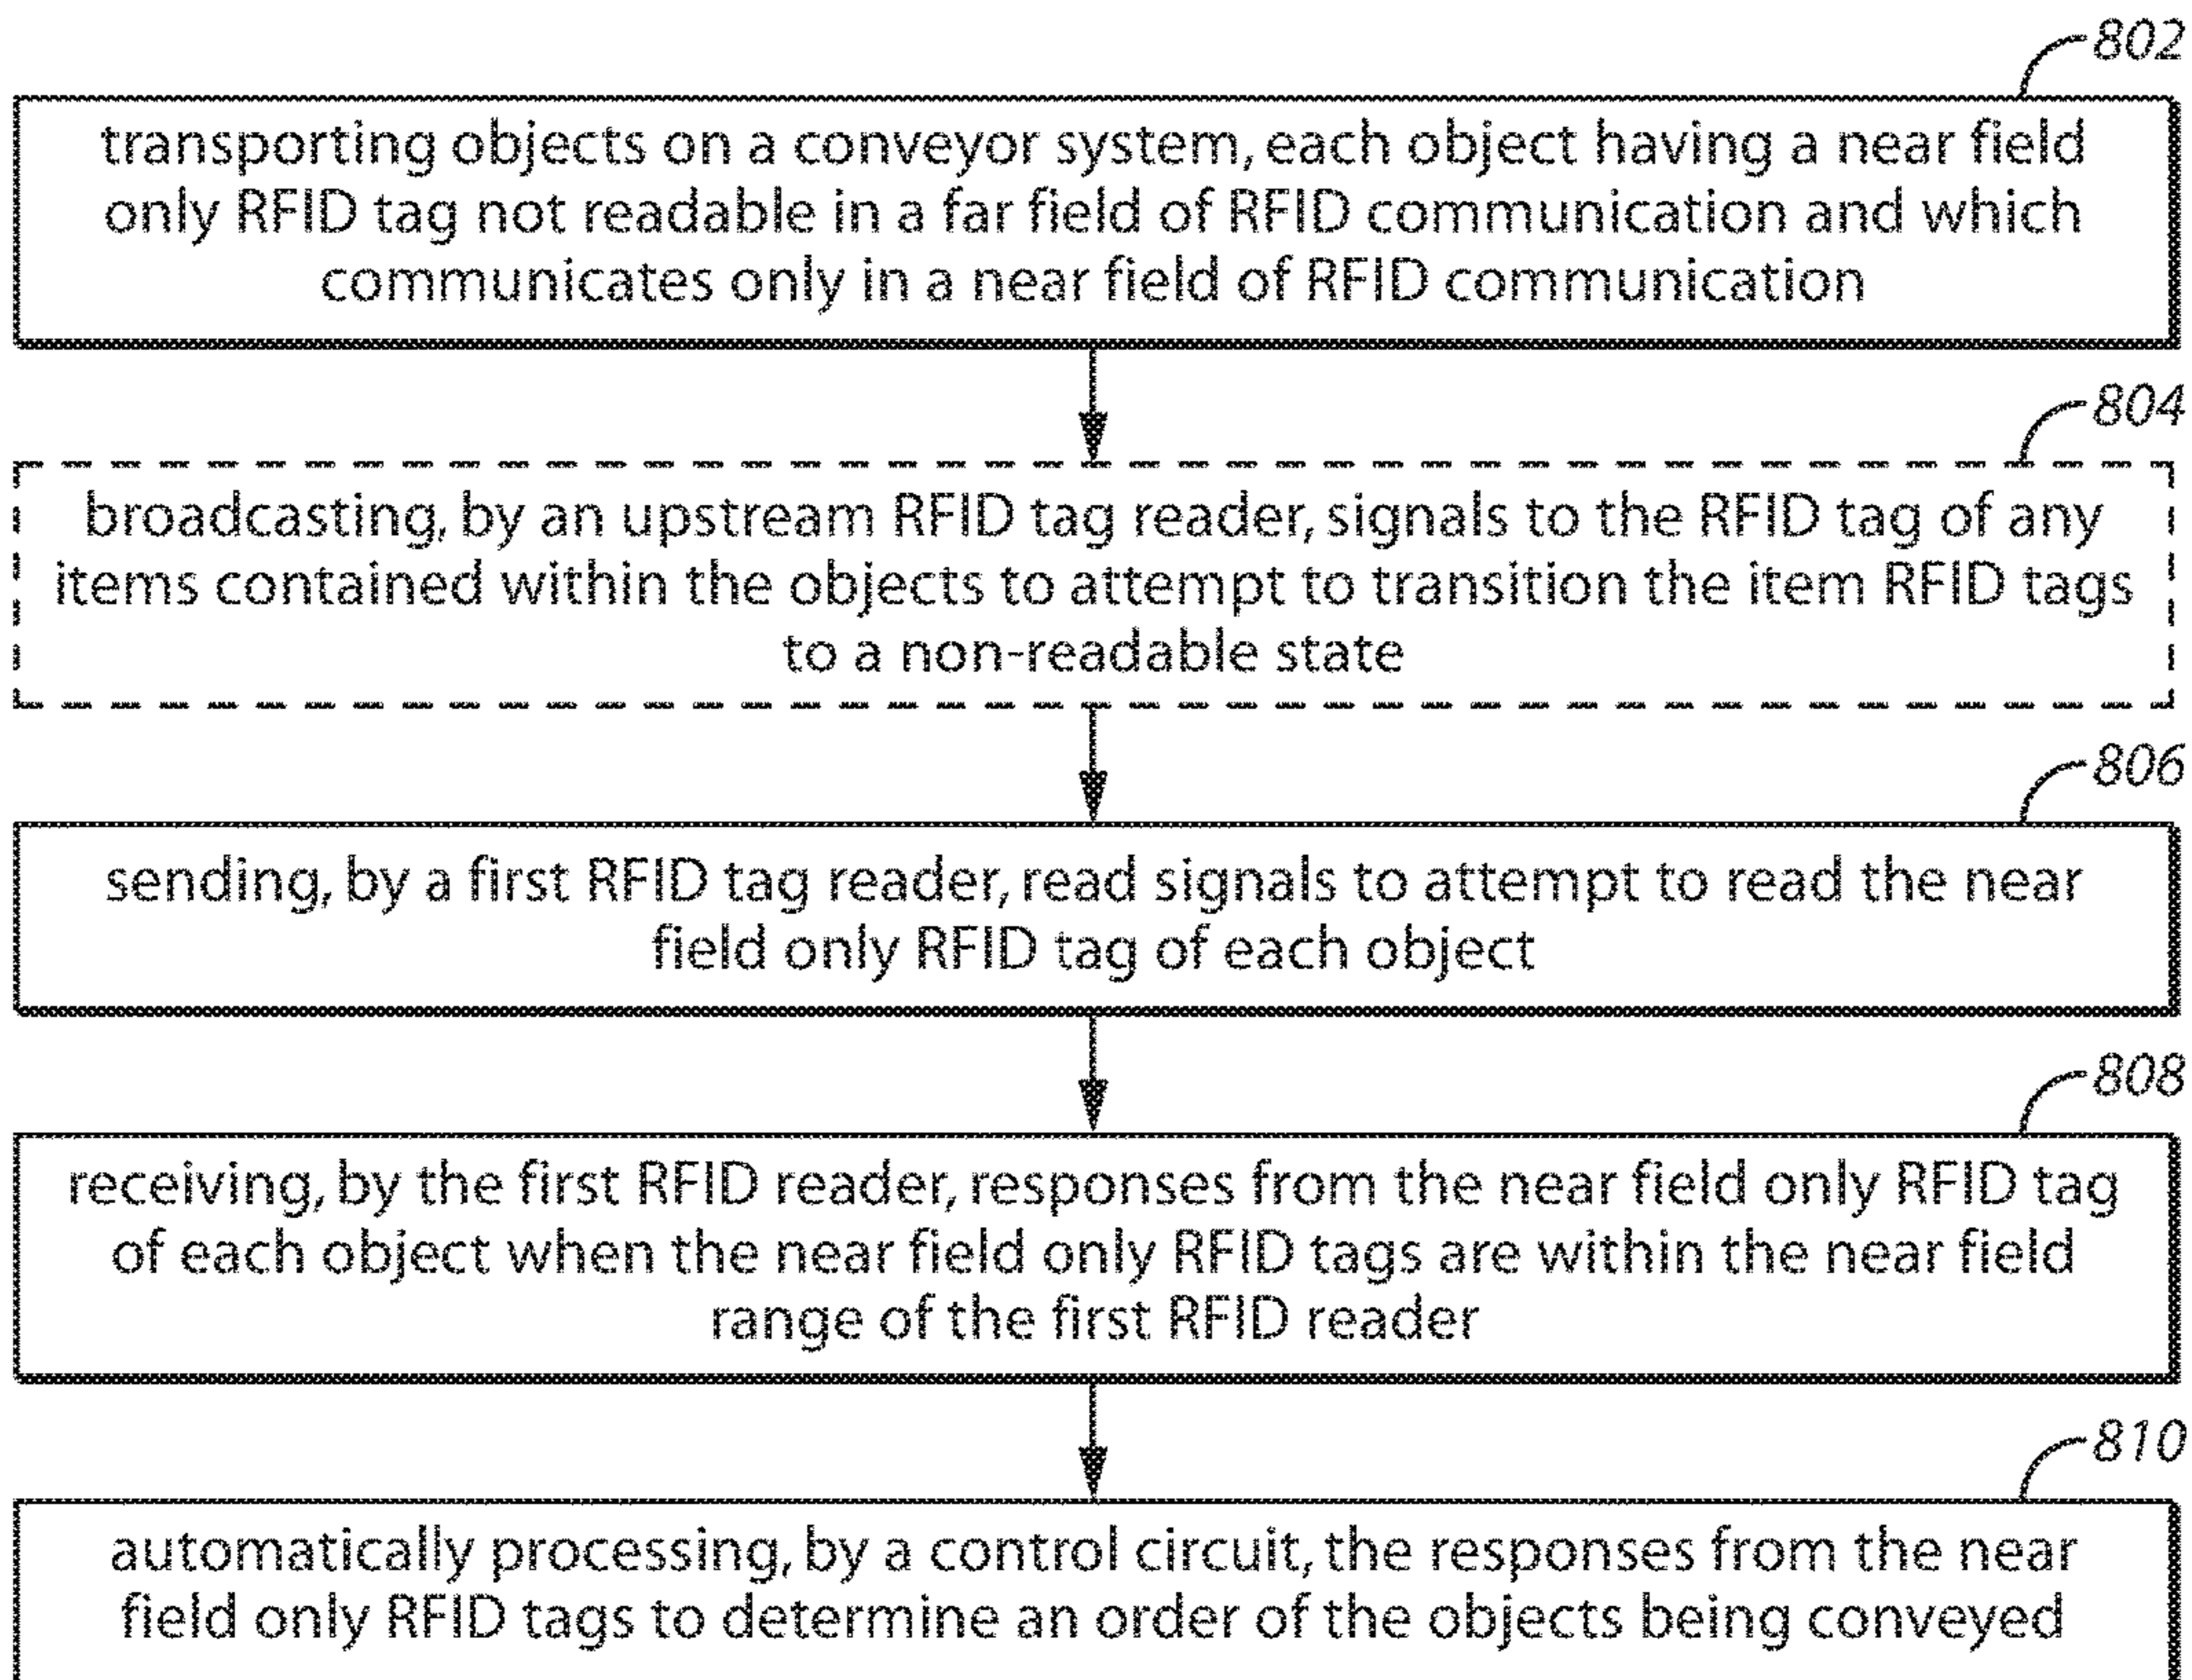 802
transporting objects on a conveyor system, each object having a near field
only RFID tag not readable in a far field of RFID communication and which
communicates only in a near field of RFID communication
804
broadcasting, by an upstream RFID tag reader, signals to the RFID tag of any
items contained within the objects to attempt to transition the item RFID tags
to a non-readable state
806
sending, by a first RFID tag reader, read signals to attempt to read the near
field only RFID tag of each object
808
receiving, by the first RFID reader, responses from the near field only RFID tag
of each object when the near field only RFID tags are within the near field
range of the first RFID reader
810
automatically processing, by a control circuit, the responses from the near
field only RFID tags to determine an order of the objects being conveyed